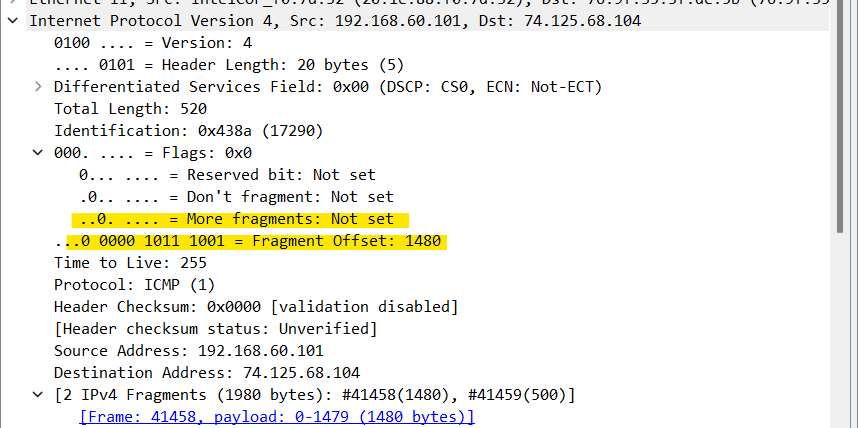 Internet Protocol Version 4, Src: 192.168.60.101, Dst: 74.125.68.104
0100 .... = Version: 4
.... 0101 = Header Length: 20 bytes (5)
Differentiated Services Field: 0x00 (DSCP: CS0, ECN: Not-ECT)
Total Length: 520
Identification: 0x438a (17290)
000. .... = Flags: 0x0
0... .... = Reserved bit: Not set
.0.. .... = Don't fragment: Not set
..0. .... = More fragments: Not set
...0 0000 1011 1001 = Fragment Offset: 1480
Time to Live: 255
Protocol: ICMP (1)
Header Checksum: 0x0000 [validation disabled]
[Header checksum status: Unverified]
Source Address: 192.168.60.101
Destination Address: 74.125.68.104
[2 IPv4 Fragments (1980 bytes): #41458(1480), #41459(500)]
[Frame: 41458, payload: 0-1479 (1480 bytes)]